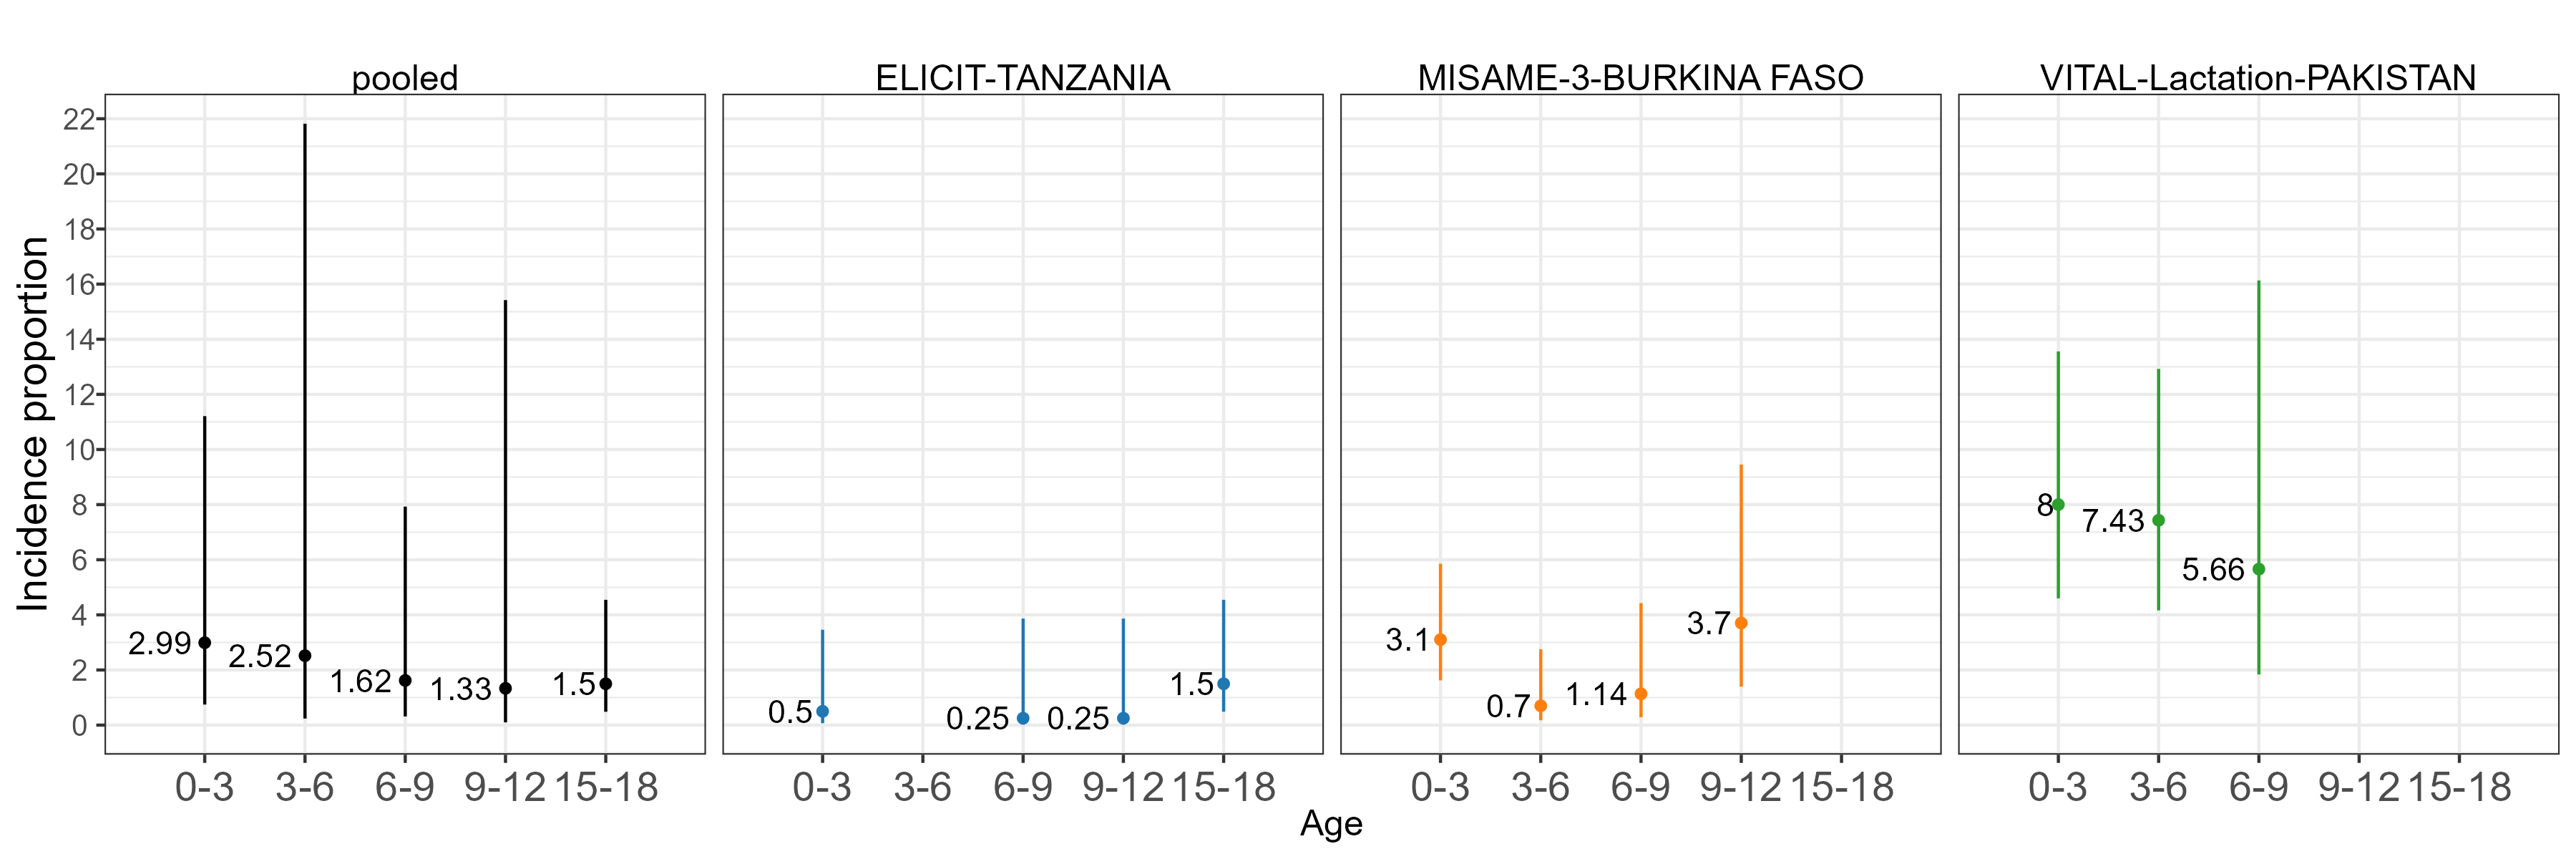 pooled
ELICIT-TANZANIA
MISAME-3-BURKINA FASO
VITAL-Lactation-PAKISTAN
Incidence proportion
22
20
18
16
14
12
10
8
6
4
2
0
2.99
2.52
1.62
1.33
1.5
0.5
0.25
0.25
1.5
3.1
0.7
1.14
3.7
8
7.43
5.66
0-3 3-6 6-9 9-12 15-18
0-3 3-6 6-9 9-12 15-18
0-3 3-6 6-9 9-12 15-18
0-3 3-6 6-9 9-12 15-18
Age